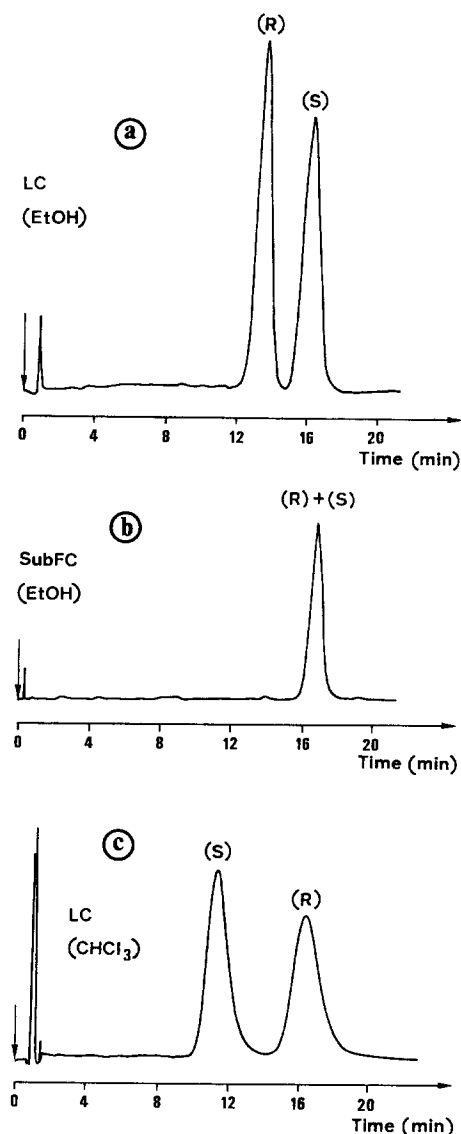 (R)
(S)
a
LC
(EtOH)
0 4 8 12 16 20
Time (min)
(R) + (S)
b
SubFC
(EtOH)
0 4 8 12 16 20
Time (min)
c
(S)
(R)
LC
(CHCl3)
0 4 8 12 16 20
Time (min)